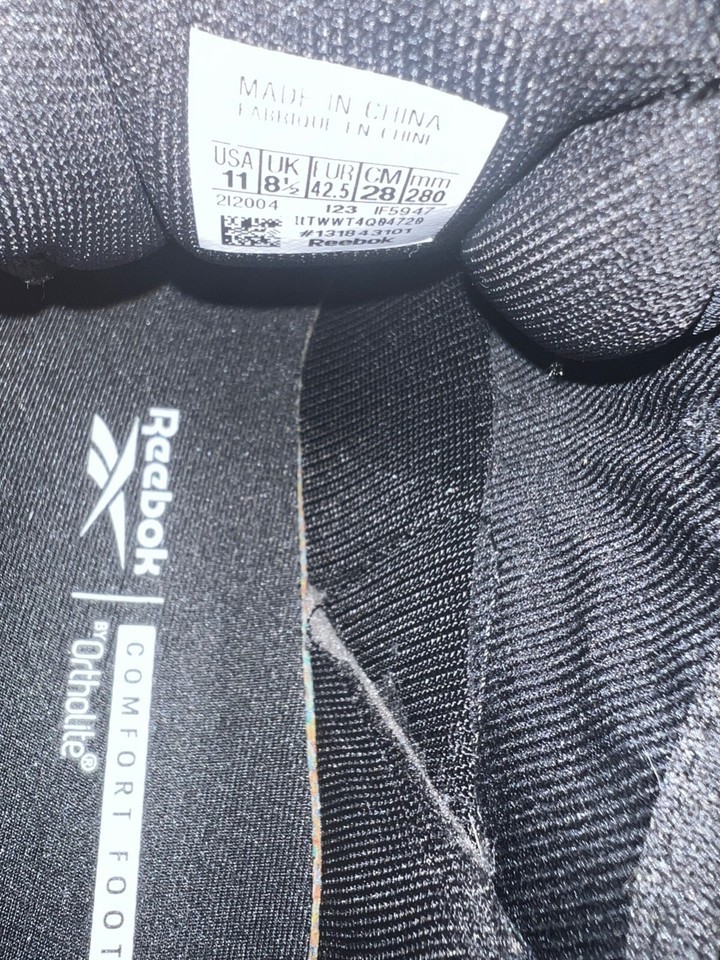 MADE IN CHINA
FABRIQUE EN CHINE
USA UK EUR CM mm
11 8½ 42.5 28 280
212004 123 IF5947
#131843101
Reebok
Reebok
BY Ortholite®
COMFORT FOOT